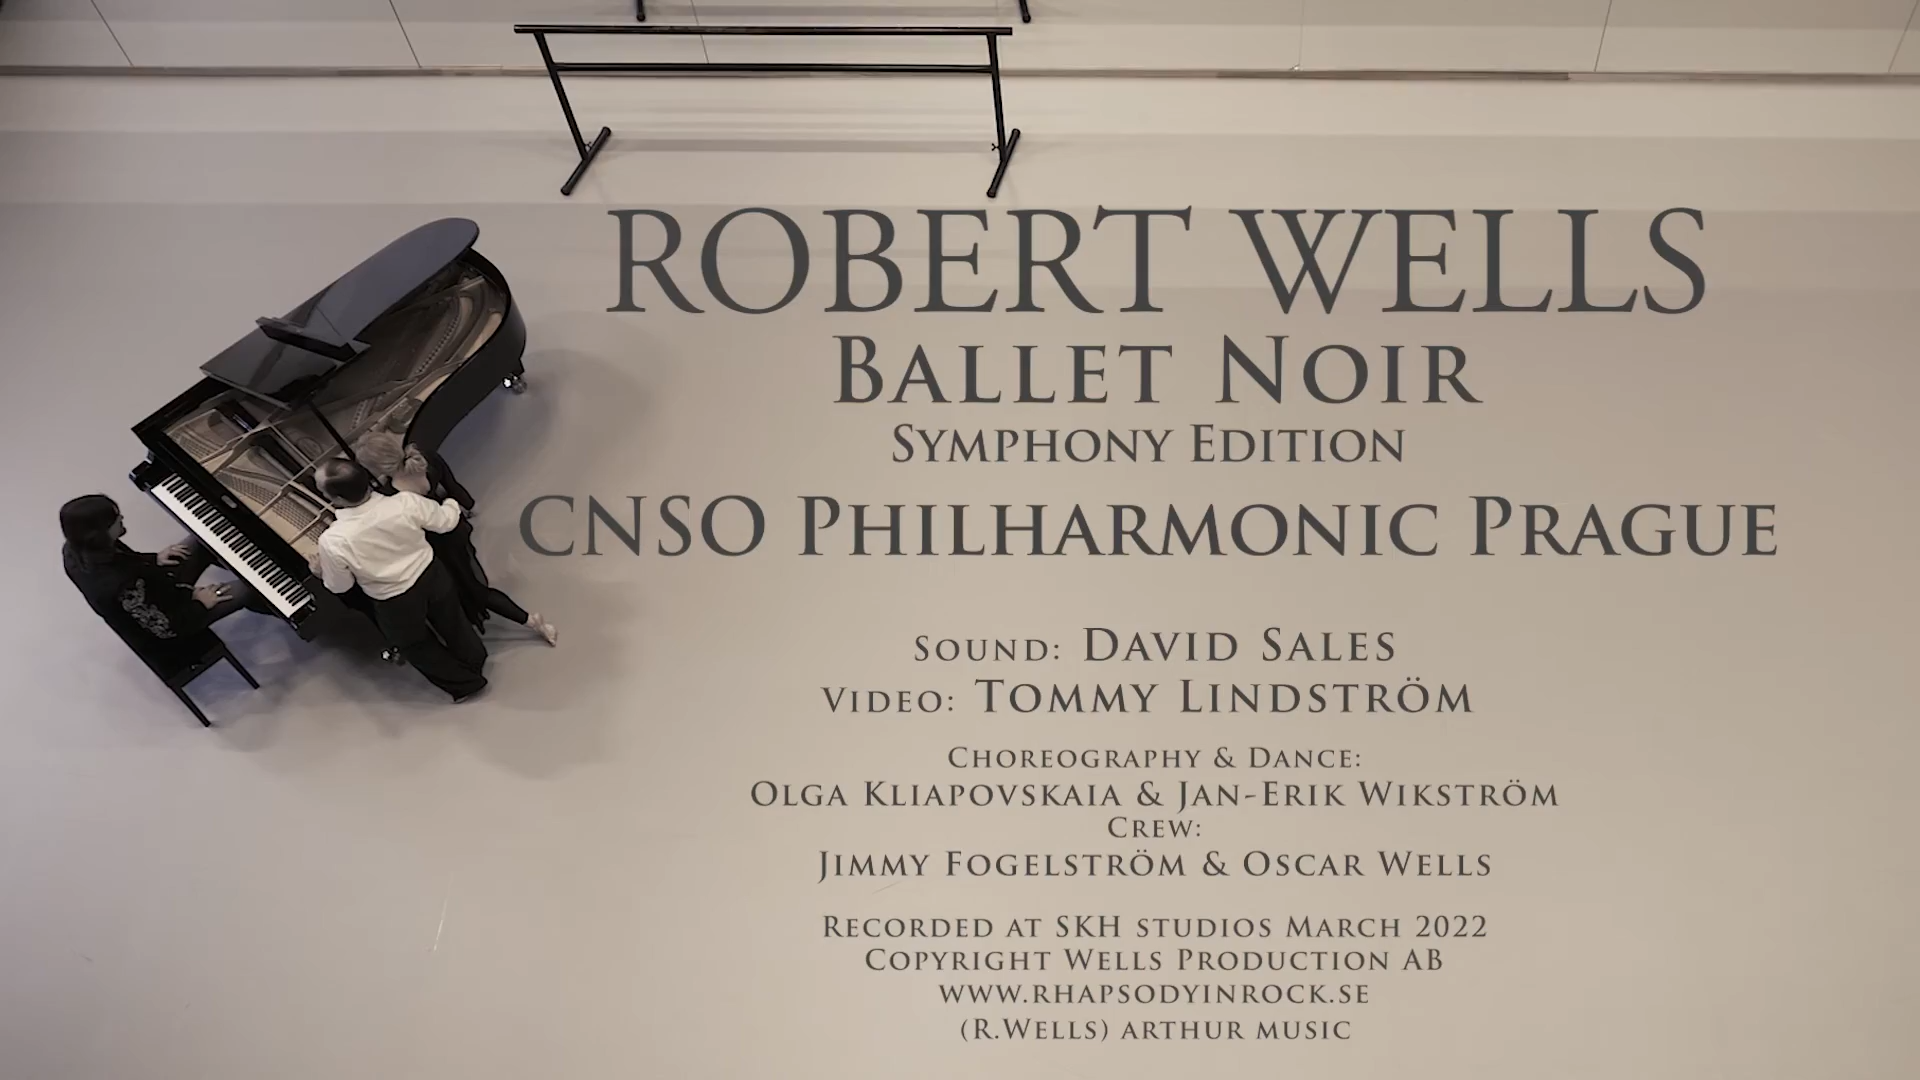 ROBERT WELLS
BALLET NOIR
SYMPHONY EDITION
CNSO PHILHARMONIC PRAGUE
SOUND: DAVID SALES
VIDEO: TOMMY LINDSTRÖM
CHOREOGRAPHY & DANCE:
OLGA KLIAPOVSKAIA & JAN-ERIK WIKSTRÖM
CREW:
JIMMY FOGELSTRÖM & OSCAR WELLS
RECORDED AT SKH STUDIOS MARCH 2022
COPYRIGHT WELLS PRODUCTION AB
WWW.RHAPSODYINROCK.SE
(R.WELLS) ARTHUR MUSIC